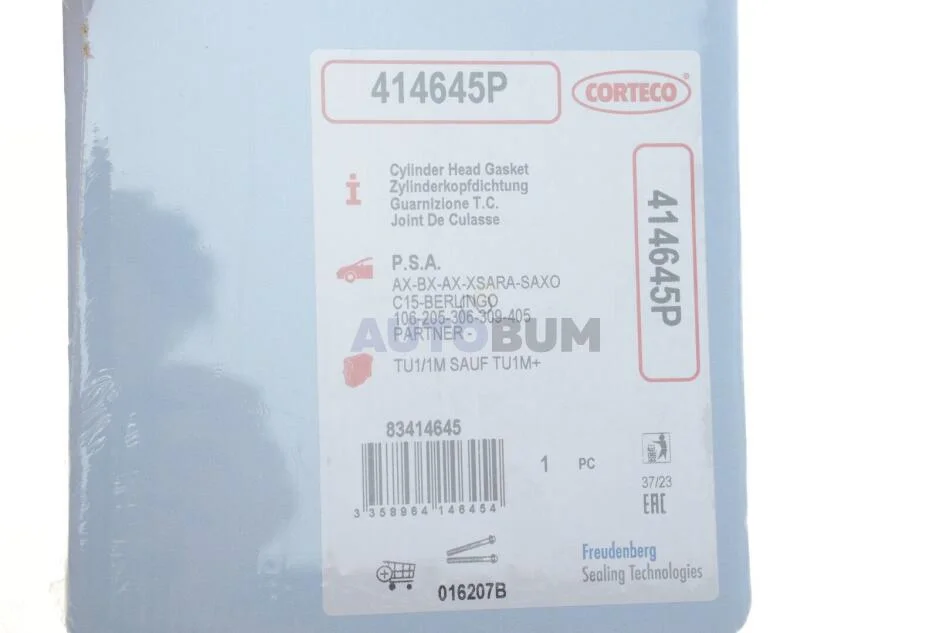 414645P
CORTECO®
Cylinder Head Gasket
Zylinderkopfdichtung
Guarnizione T.C.
Joint De Culasse
414645P
P.S.A.
AX-BX-AX-XSARA-SAXO
C15-BERLINGO
106-205-306-309-405
PARTNER -
AUTOBUM
TU1/1M SAUF TU1M+
83414645
1 PC
3 358964 146454
37/23
EAC
Freudenberg
Sealing Technologies
016207B